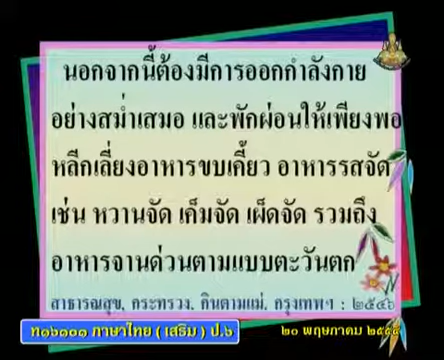 นอกจากนี้ต้องมีการออกกำลังกาย
อย่างสม่ำเสมอ และพักผ่อนให้เพียงพอ
หลีกเลี่ยงอาหารขบเคี้ยว อาหารรสจัด
เช่น หวานจัด เค็มจัด เผ็ดจัด รวมถึง
อาหารจานด่วนตามแบบตะวันตก
สาธารณสุข, กระทรวง. กินตามแม่. กรุงเทพฯ : ๒๕๔๖
ท๑๖๑๐๑ ภาษาไทย ( เสริม ) ป.๖
๒๐ พฤษภาคม ๒๕๕๔